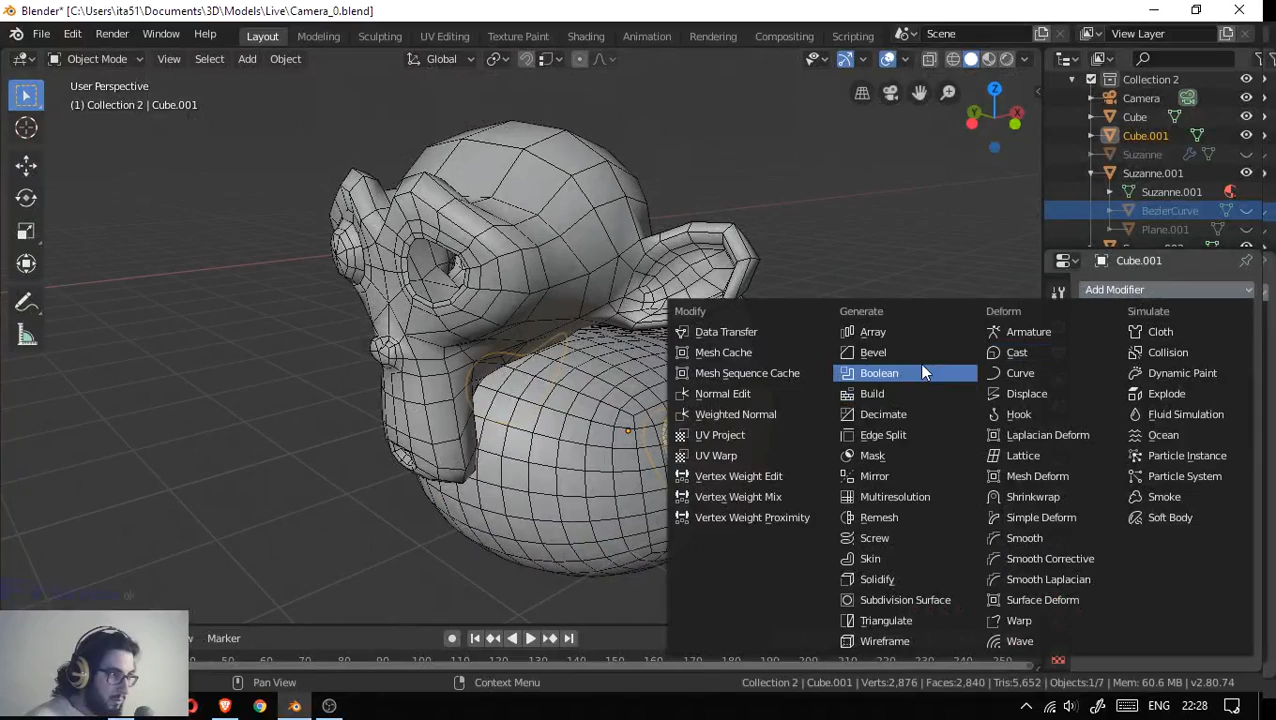 Blender* [C:\Users\ita51\Documents\3D\Models\Live\Camera_0.blend]
File Edit Render Window Help Layout Modeling Sculpting UV Editing Texture Paint Shading Animation Rendering Compositing Scripting Scene View Layer
Object Mode View Select Add Object Global
User Perspective
(1) Collection 2 | Cube.001
Z
Y
X
Collection 2
Camera
Cube
Cube.001
Suzanne
Suzanne.001
Suzanne.001
BezierCurve
Plane.001
Cube.001
Add Modifier
Modify
Data Transfer
Mesh Cache
Mesh Sequence Cache
Normal Edit
Weighted Normal
UV Project
UV Warp
Vertex Weight Edit
Vertex Weight Mix
Vertex Weight Proximity
Generate
Array
Bevel
Boolean
Build
Decimate
Edge Split
Mask
Mirror
Multiresolution
Remesh
Screw
Skin
Solidify
Subdivision Surface
Triangulate
Wireframe
Deform
Armature
Cast
Curve
Displace
Hook
Laplacian Deform
Lattice
Mesh Deform
Shrinkwrap
Simple Deform
Smooth
Smooth Corrective
Smooth Laplacian
Surface Deform
Warp
Wave
Simulate
Cloth
Collision
Dynamic Paint
Explode
Fluid Simulation
Ocean
Particle Instance
Particle System
Smoke
Soft Body
Marker
Pan View Context Menu Collection 2 | Cube.001 | Verts:2,876 | Faces:2,840 | Tris:5,652 | Objects:1/7 | Mem: 60.6 MB | v2.80.74
ENG 22:28